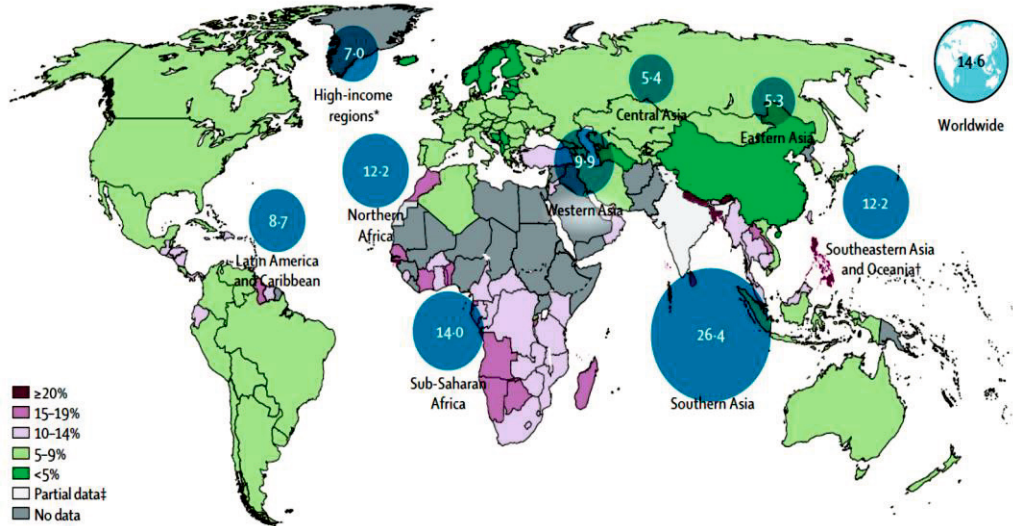 7·0
High-income
regions*
5·4
Central Asia
5·3
Eastern Asia
14·6
Worldwide
12·2
Northern
Africa
9·9
Western Asia
12·2
Southeastern Asia
and Oceania†
8·7
Latin America
and Caribbean
14·0
Sub-Saharan
Africa
26·4
Southern Asia
≥20%
15–19%
10–14%
5–9%
<5%
Partial data‡
No data